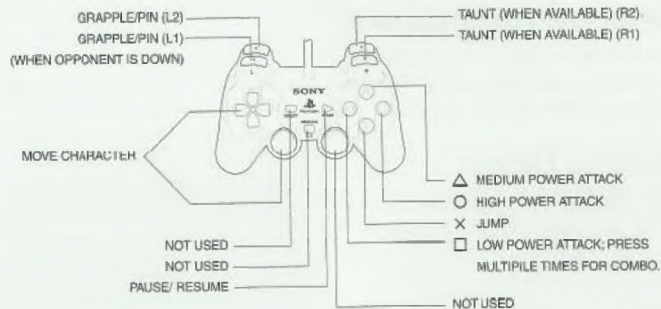 GRAPPLE/PIN (L2)
GRAPPLE/PIN (L1)
(WHEN OPPONENT IS DOWN)
TAUNT (WHEN AVAILABLE) (R2)
TAUNT (WHEN AVAILABLE) (R1)
L
R
SONY
SELECT
START
MOVE CHARACTER
△ MEDIUM POWER ATTACK
○ HIGH POWER ATTACK
✕ JUMP
□ LOW POWER ATTACK; PRESS
MULTIPILE TIMES FOR COMBO.
NOT USED
NOT USED
PAUSE/ RESUME
NOT USED